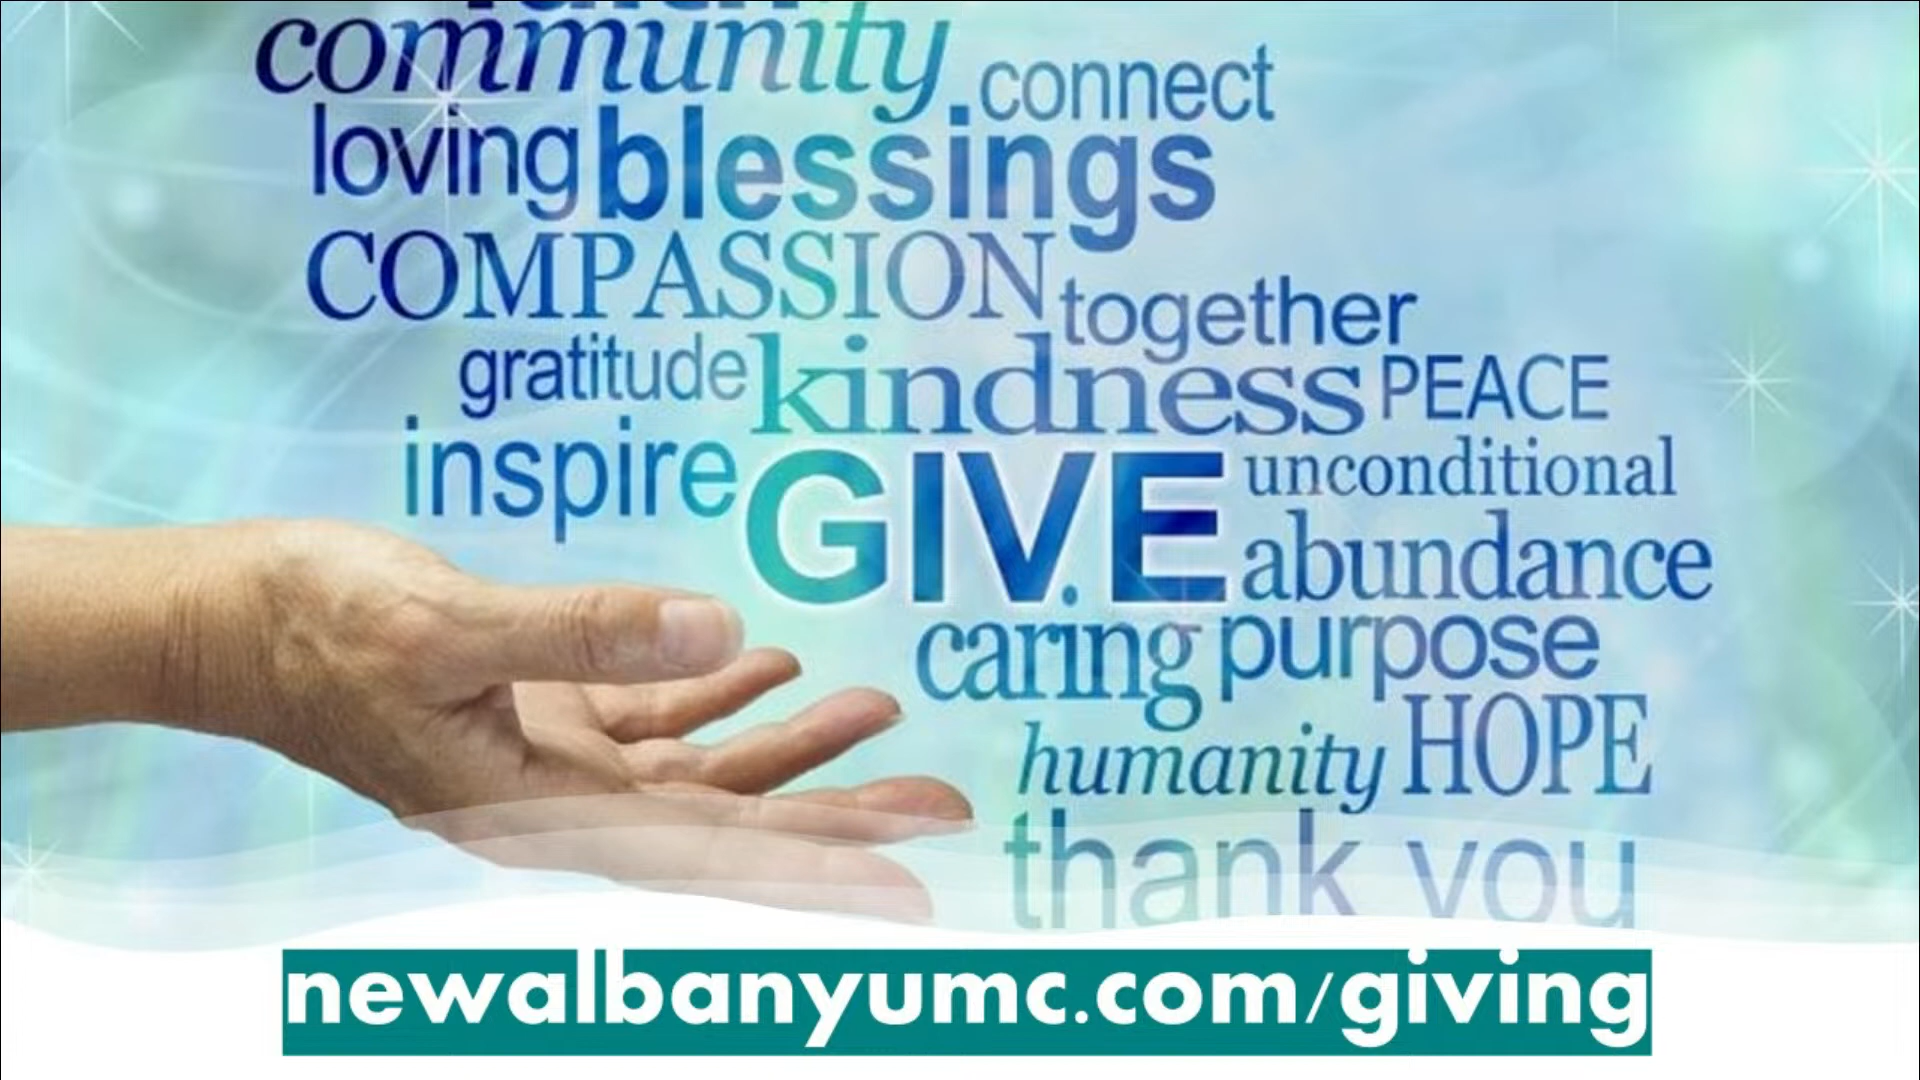 community connect
loving blessings
COMPASSION together
gratitude kindness PEACE
inspire GIVE unconditional
abundance
caring purpose
humanity HOPE
thank you
newalbanyumc.com/giving